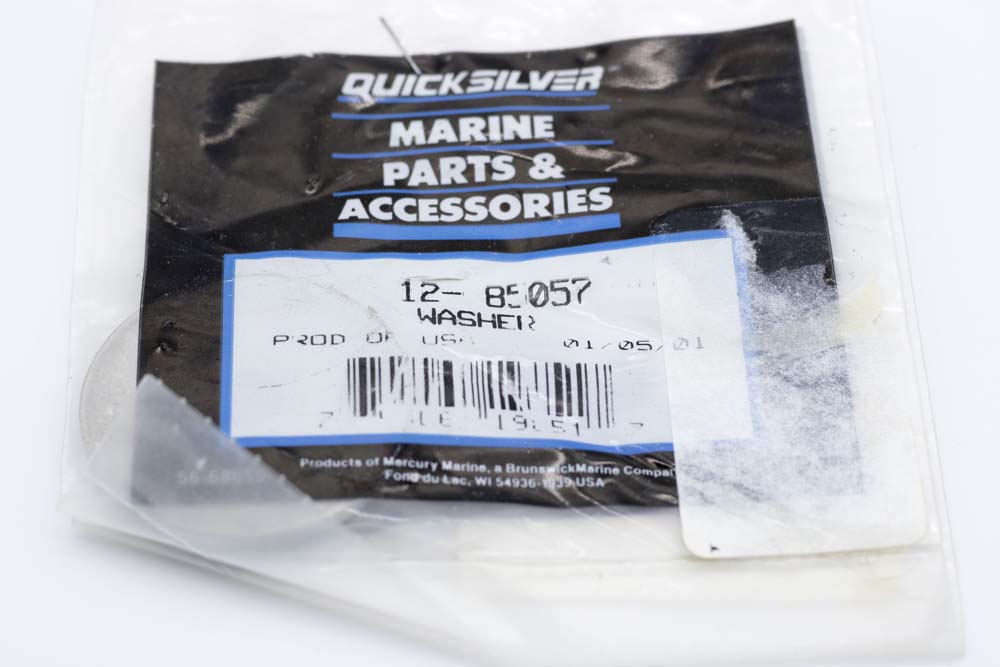 QUICKSILVER
MARINE
PARTS &
ACCESSORIES
12- 85057
WASHER
PROD OF USA 01/05/01
Products of Mercury Marine, a Brunswick Marine Company
Fond du Lac, WI 54936-1939 USA